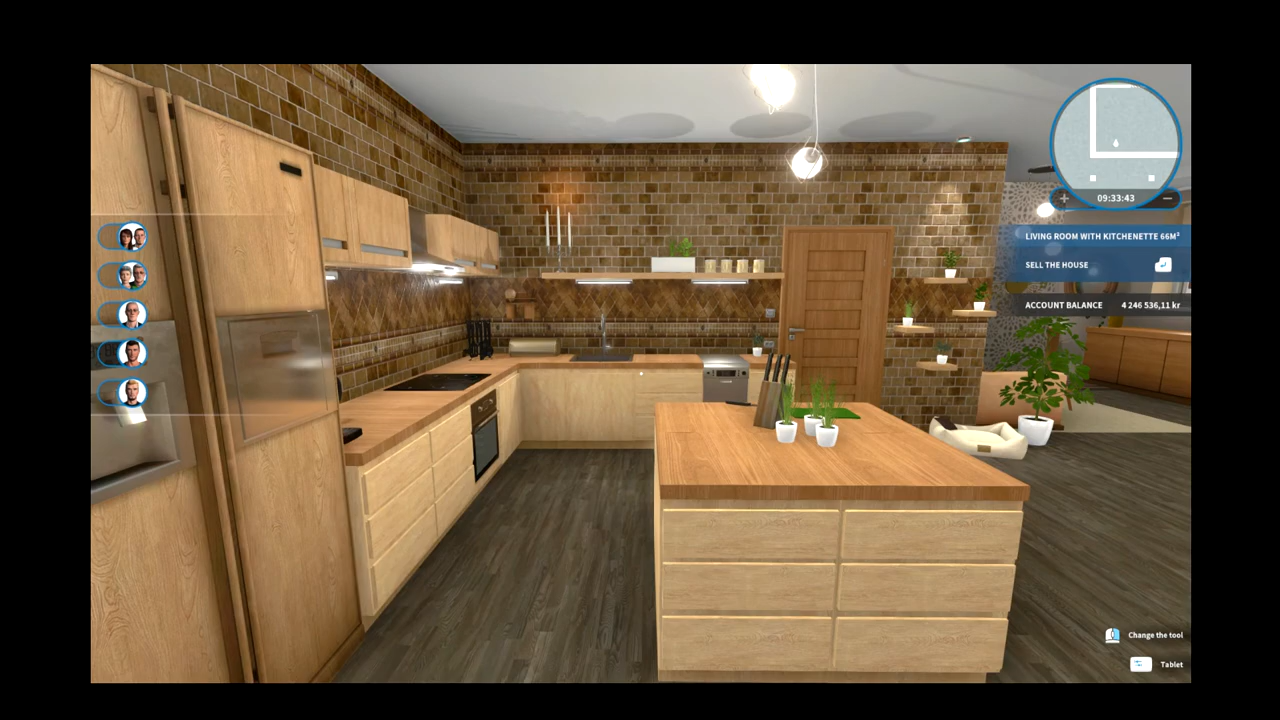 09:33:43
LIVING ROOM WITH KITCHENETTE 66M²
SELL THE HOUSE
ACCOUNT BALANCE 4 246 536,11 kr
Change the tool
Tablet